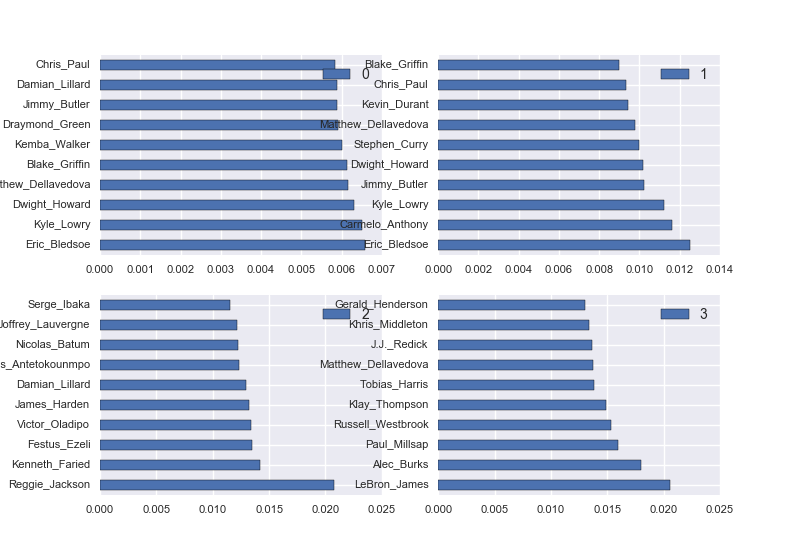 Chris_Paul
0
Damian_Lillard
Jimmy_Butler
Draymond_Green
Kemba_Walker
Blake_Griffin
thew_Dellavedova
Dwight_Howard
Kyle_Lowry
Eric_Bledsoe
0.000 0.001 0.002 0.003 0.004 0.005 0.006 0.007
Blake_Griffin
1
Chris_Paul
Kevin_Durant
Matthew_Dellavedova
Stephen_Curry
Dwight_Howard
Jimmy_Butler
Kyle_Lowry
Carmelo_Anthony
Eric_Bledsoe
0.000 0.002 0.004 0.006 0.008 0.010 0.012 0.014
Serge_Ibaka
2
Joffrey_Lauvergne
Nicolas_Batum
s_Antetokounmpo
Damian_Lillard
James_Harden
Victor_Oladipo
Festus_Ezeli
Kenneth_Faried
Reggie_Jackson
0.000 0.005 0.010 0.015 0.020 0.025
Gerald_Henderson
3
Khris_Middleton
J.J._Redick
Matthew_Dellavedova
Tobias_Harris
Klay_Thompson
Russell_Westbrook
Paul_Millsap
Alec_Burks
LeBron_James
0.000 0.005 0.010 0.015 0.020 0.025